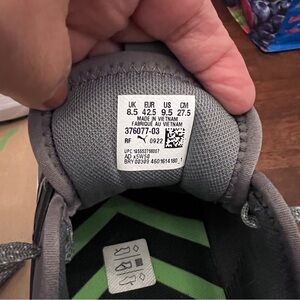 UK EUR US CM
8.5 42.5 9.5 27.5
MADE IN VIETNAM
FABRIQUÉ AU VIETNAM
376077-03
RF 0922